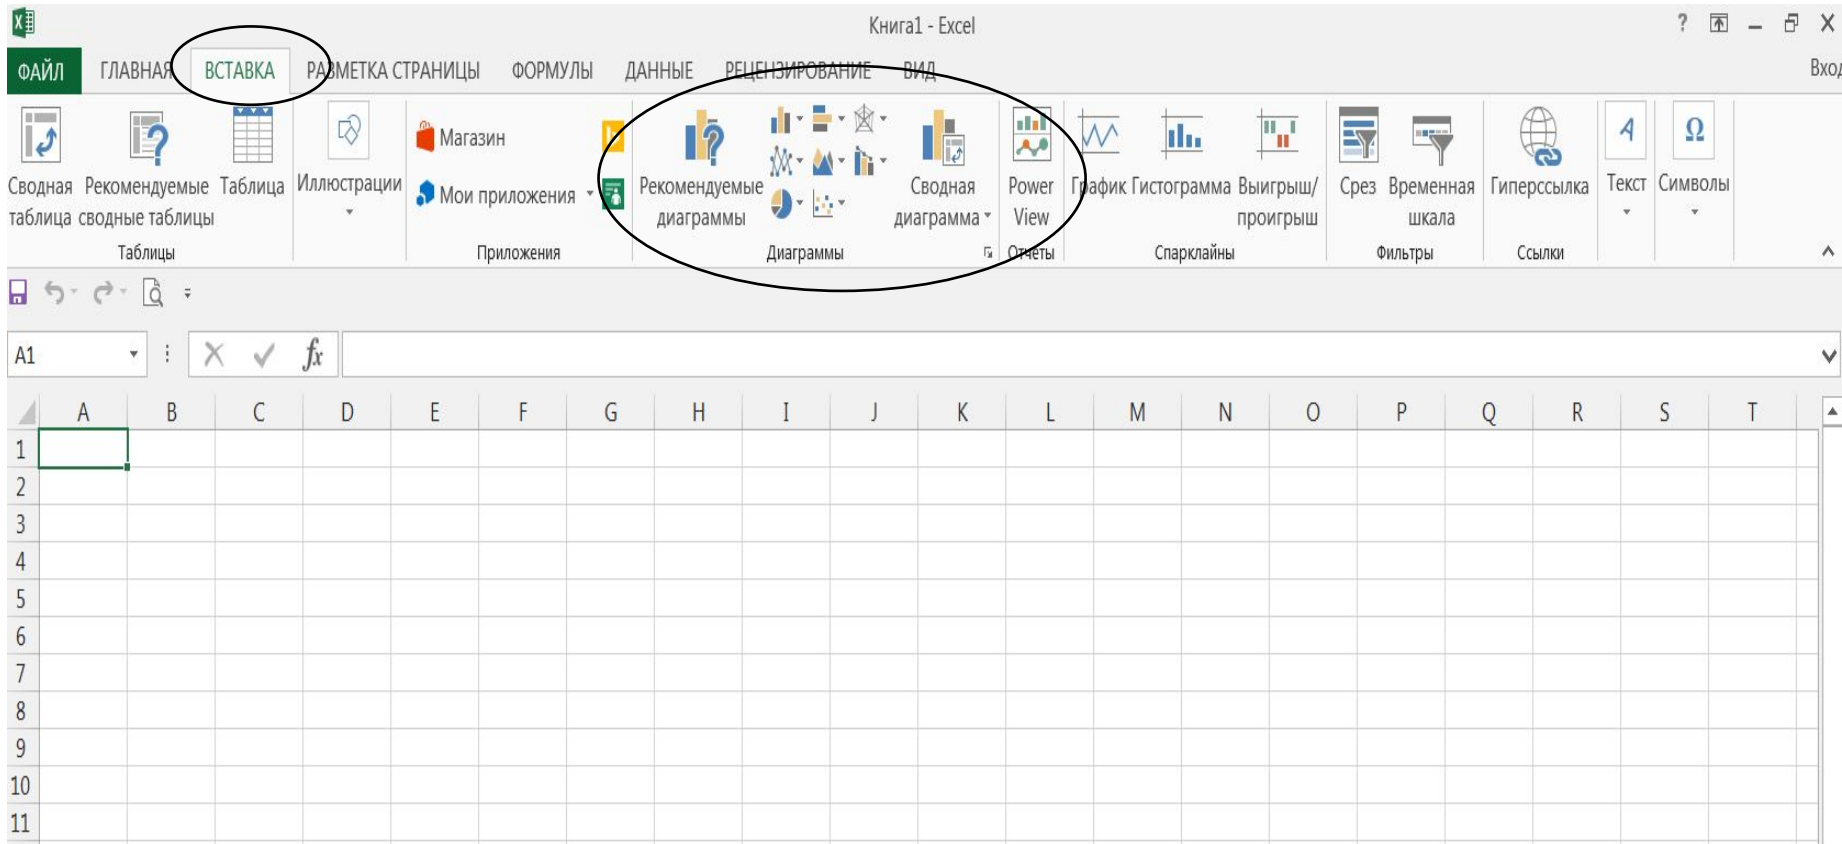 Книга1 - Excel
?
ФАЙЛ ГЛАВНАЯ ВСТАВКА РАЗМЕТКА СТРАНИЦЫ ФОРМУЛЫ ДАННЫЕ РЕЦЕНЗИРОВАНИЕ ВИД Вход
Сводная таблица
Рекомендуемые сводные таблицы
Таблица
Таблицы
Иллюстрации
Магазин
Мои приложения
Приложения
Рекомендуемые диаграммы
Сводная диаграмма
Диаграммы
Power View
Отчеты
График
Гистограмма
Выигрыш/ проигрыш
Спарклайны
Срез
Временная шкала
Фильтры
Гиперссылка
Ссылки
Текст
Ω
Символы
A1
fx
A B C D E F G H I J K L M N O P Q R S T
1
2
3
4
5
6
7
8
9
10
11